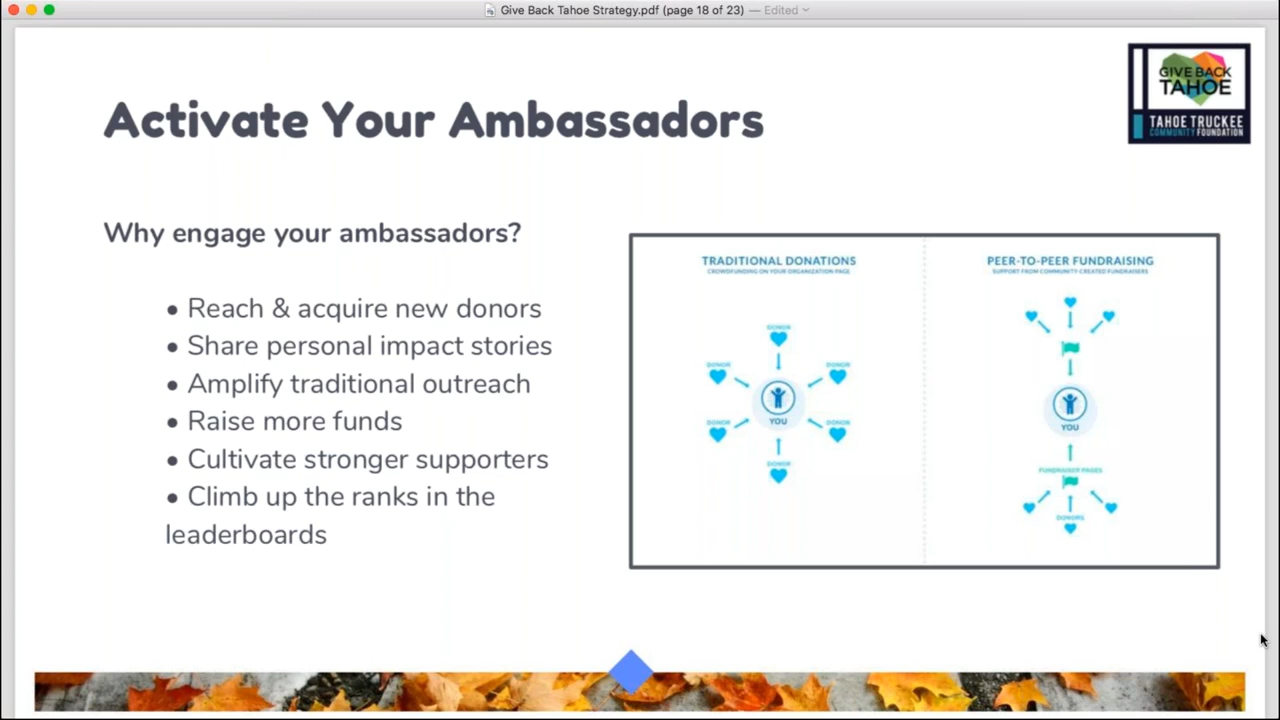 Give Back Tahoe Strategy.pdf (page 18 of 23) — Edited
GIVE BACK
TAHOE
TAHOE TRUCKEE
COMMUNITY FOUNDATION
Activate Your Ambassadors
Why engage your ambassadors?
• Reach & acquire new donors
• Share personal impact stories
• Amplify traditional outreach
• Raise more funds
• Cultivate stronger supporters
• Climb up the ranks in the
leaderboards
TRADITIONAL DONATIONS
CROWDFUNDING ON YOUR ORGANIZATION PAGE
DONOR
DONOR
DONOR
YOU
DONOR
DONOR
DONOR
PEER-TO-PEER FUNDRAISING
SUPPORT FROM COMMUNITY-CREATED FUNDRAISERS
YOU
FUNDRAISER PAGES
DONORS